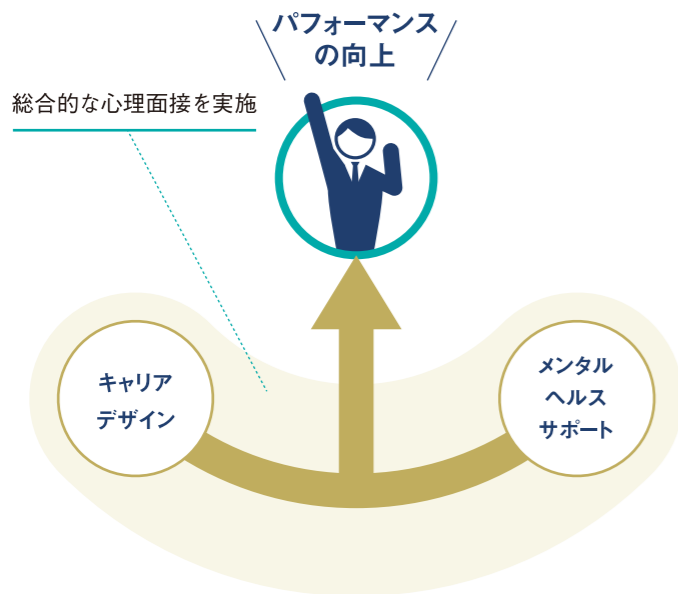 パフォーマンス
の向上
総合的な心理面接を実施
キャリア
デザイン
メンタル
ヘルス
サポート